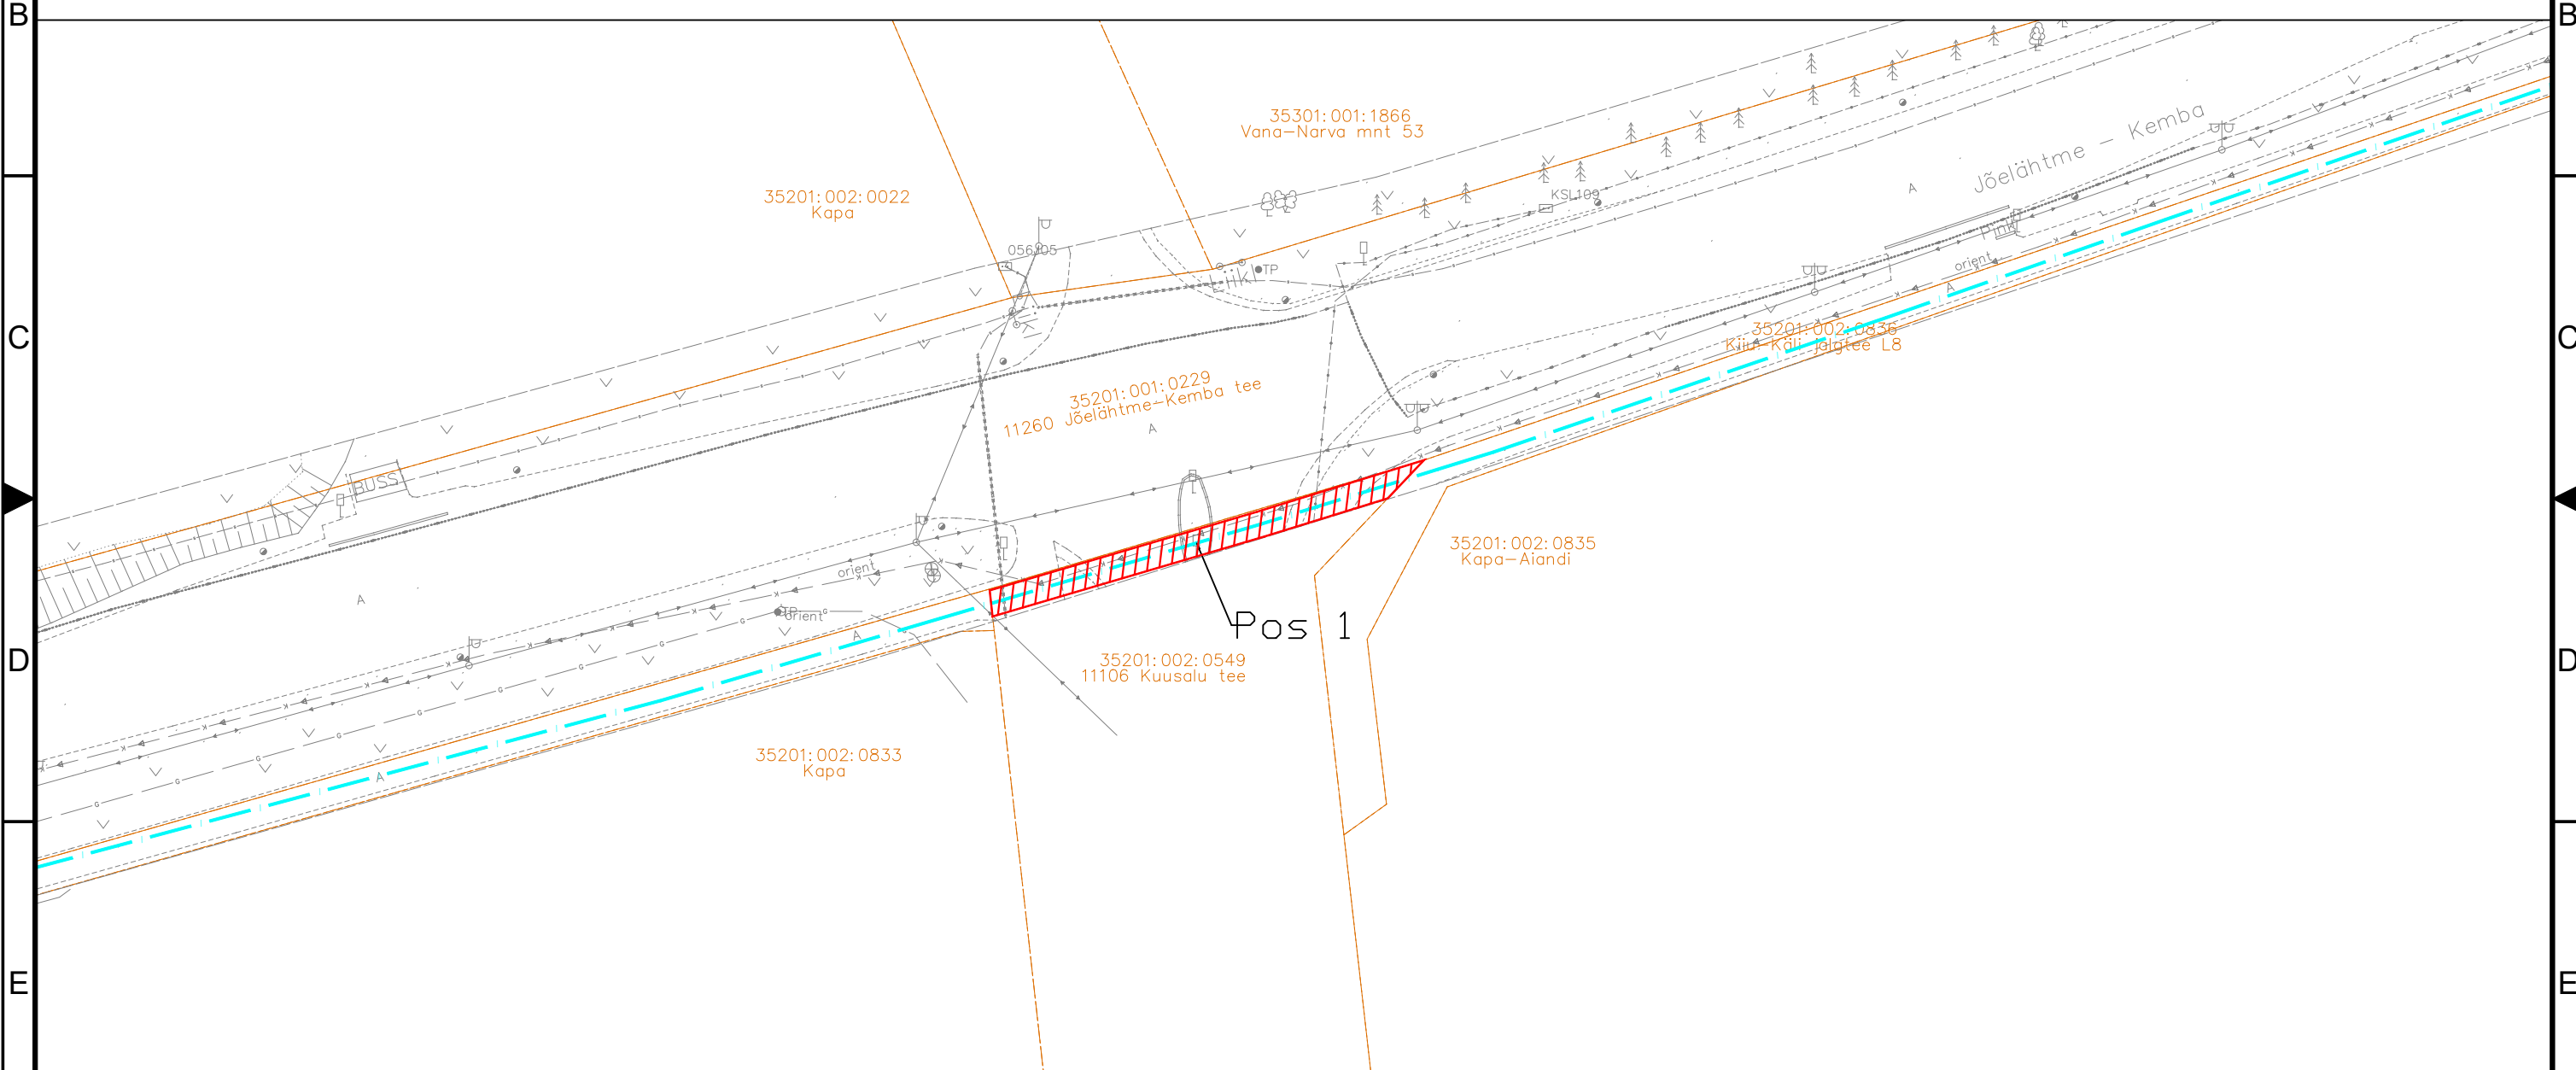 B
B
35301:001:1866
Vana-Narva mnt 53
Jõelähtme - Kemba
35201:002:0022
Kapa
KSL109
A
056J05
TP
orient
A
C
C
35201:002:0836
Kiiu-Käli jalgtee L8
35201:001:0229
11260 Jõelähtme-Kemba tee
A
BUSS
35201:002:0835
Kapa-Aiandi
orient
A
TP
orient
A
Pos 1
D
D
35201:002:0549
11106 Kuusalu tee
35201:002:0833
Kapa
A
E
E